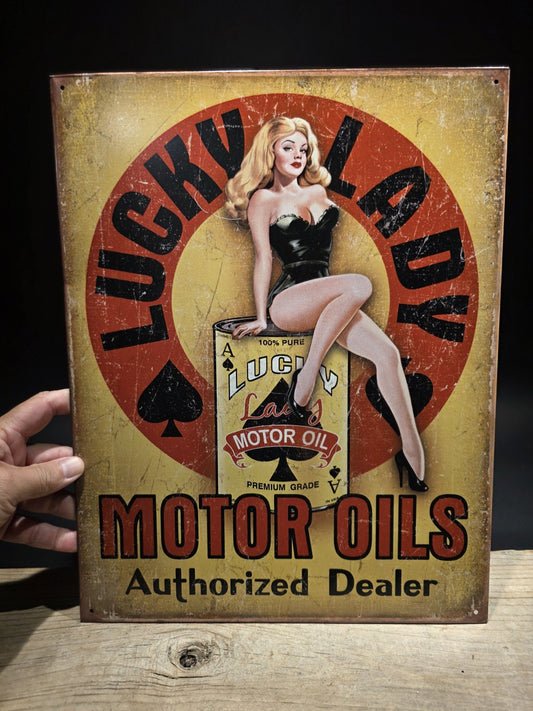 LUCKY LADY
100% PURE
A
LUCKY
Lady
MOTOR OIL
PREMIUM GRADE
A
MOTOR OILS
Authorized Dealer